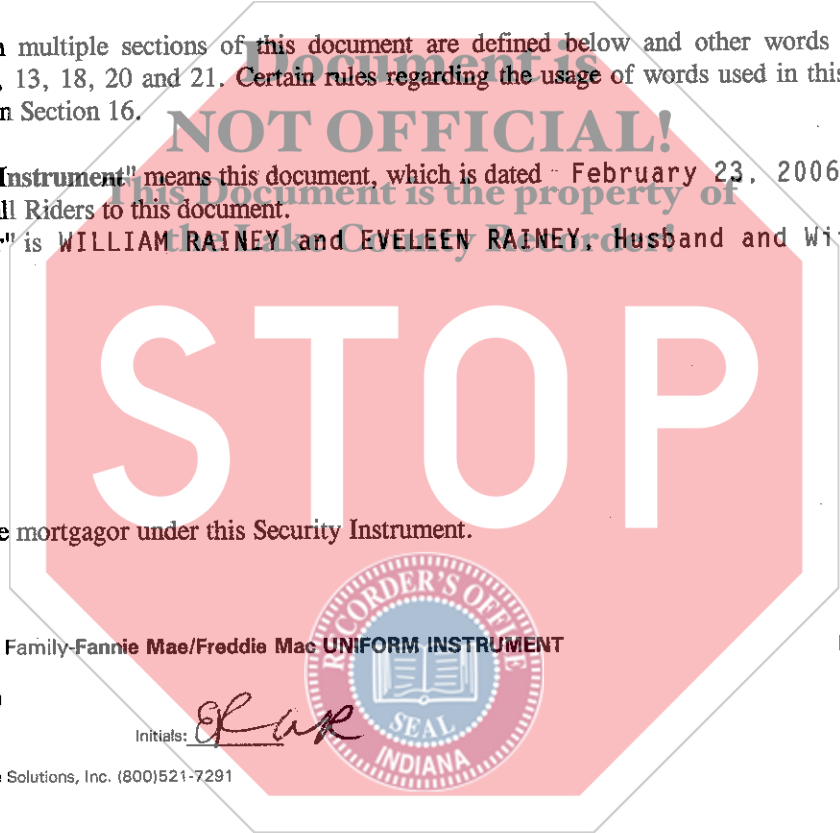 multiple sections of this document are defined below and other words
, 13, 18, 20 and 21. Certain rules regarding the usage of words used in this
n Section 16.
Document is
NOT OFFICIAL!
This Document is the property of
the Lake County Recorder!
Instrument" means this document, which is dated February 23, 2006
ll Riders to this document.
" is WILLIAM RAINEY and EVELEEN RAINEY, Husband and Wi
STOP
e mortgagor under this Security Instrument.
Family-Fannie Mae/Freddie Mac UNIFORM INSTRUMENT
RECORDER'S OFFICE
SEAL
INDIANA
Initials: ER WR
e Solutions, Inc. (800)521-7291